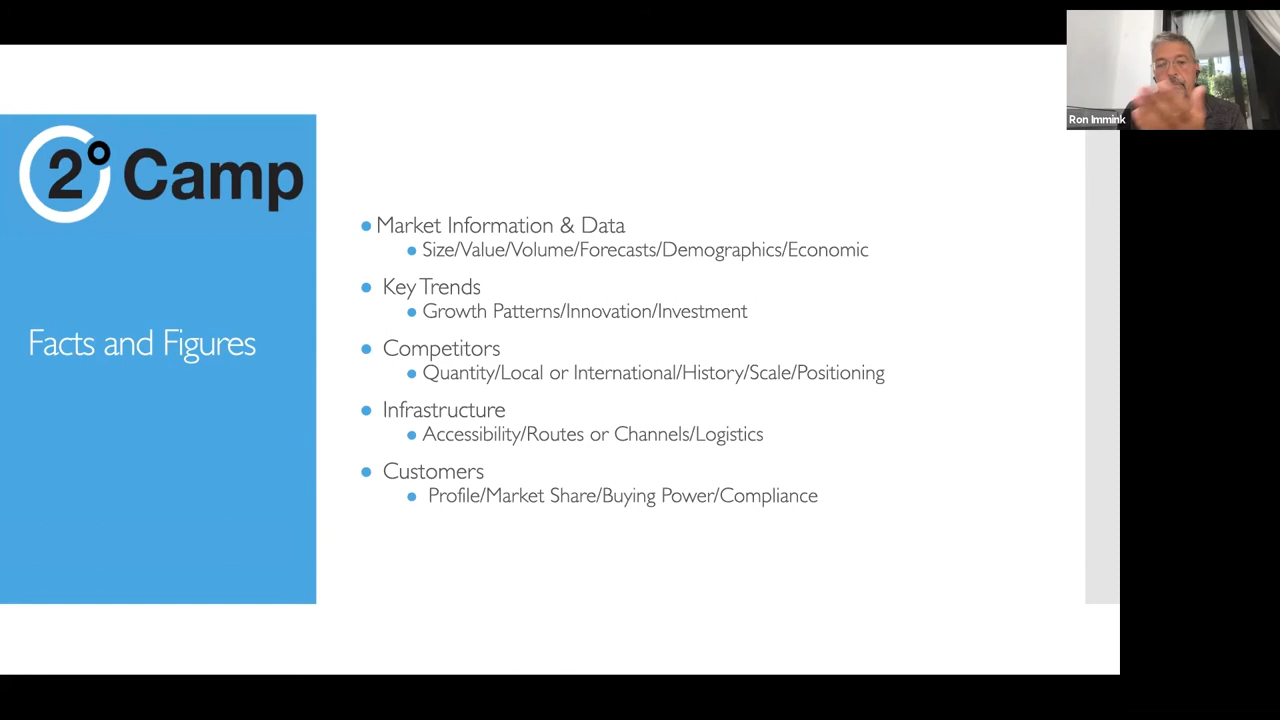 Ron Immink
2° Camp
Facts and Figures
● Market Information & Data
● Size/Value/Volume/Forecasts/Demographics/Economic
● Key Trends
● Growth Patterns/Innovation/Investment
● Competitors
● Quantity/Local or International/History/Scale/Positioning
● Infrastructure
● Accessibility/Routes or Channels/Logistics
● Customers
● Profile/Market Share/Buying Power/Compliance